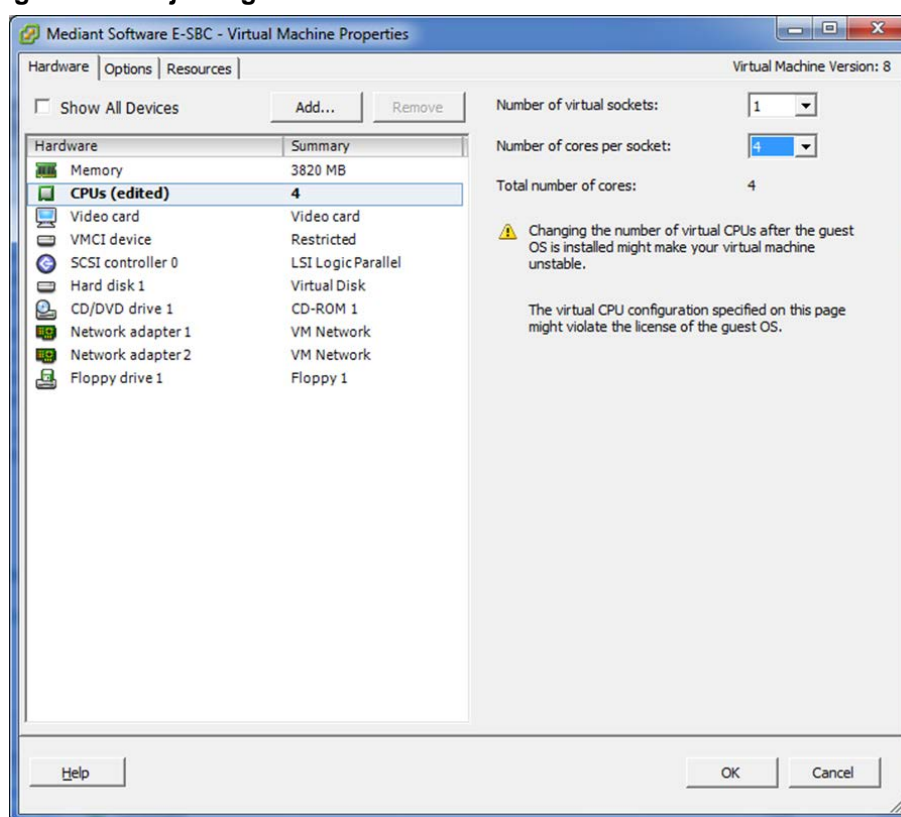 Mediant Software E-SBC - Virtual Machine Properties
Hardware Options Resources Virtual Machine Version: 8
Show All Devices Add... Remove
Number of virtual sockets: 1
Hardware Summary
Number of cores per socket: 4
Memory 3820 MB
CPUs (edited) 4
Total number of cores: 4
Video card Video card
VMCI device Restricted
SCSI controller 0 LSI Logic Parallel
Hard disk 1 Virtual Disk
CD/DVD drive 1 CD-ROM 1
Network adapter 1 VM Network
Network adapter 2 VM Network
Floppy drive 1 Floppy 1
Changing the number of virtual CPUs after the guest
OS is installed might make your virtual machine
unstable.
The virtual CPU configuration specified on this page
might violate the license of the guest OS.
Help OK Cancel